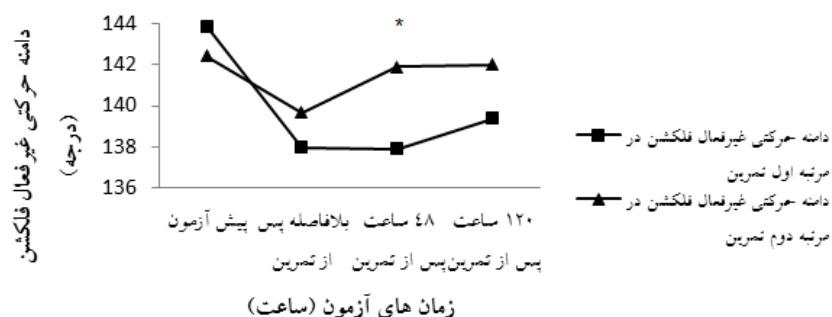 دامنه حرکتی غیرفعال فلکشن
(درجه)
144
142
140
138
136
*
پیش آزمون
بلافاصله پس
از تمرین
٤٨ ساعت
پس از تمرین
١٢٠ ساعت
پس از تمرین
زمان های آزمون (ساعت)
دامنه حرکتی غیرفعال فلکشن در
مرتبه اول تمرین
دامنه حرکتی غیرفعال فلکشن در
مرتبه دوم تمرین